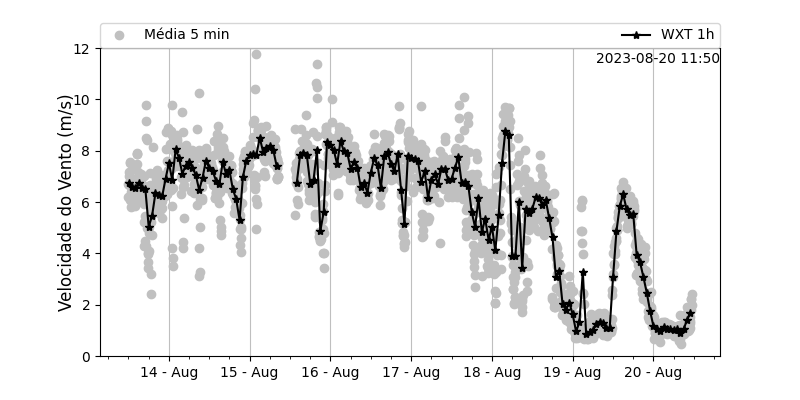 Média 5 min
WXT 1h
2023-08-20 11:50
Velocidade do Vento (m/s)
12
10
8
6
4
2
0
14 - Aug
15 - Aug
16 - Aug
17 - Aug
18 - Aug
19 - Aug
20 - Aug